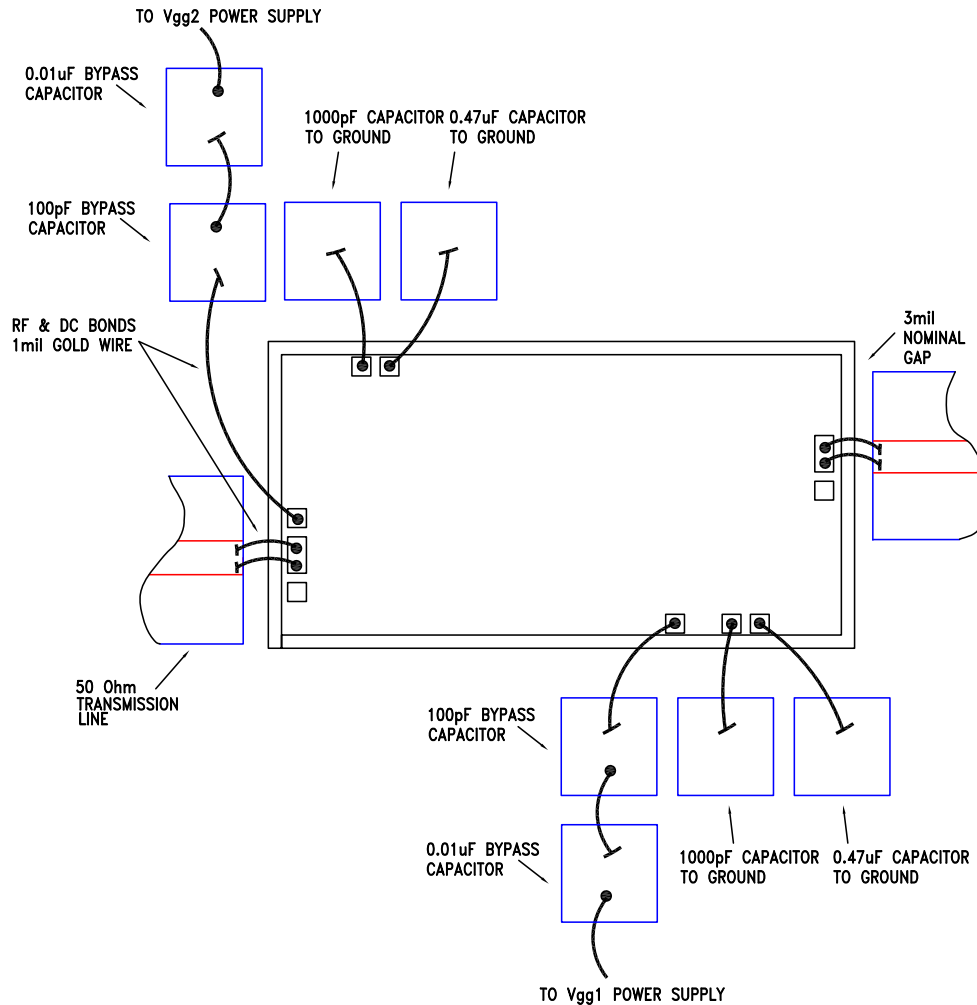 TO Vgg2 POWER SUPPLY
0.01uF BYPASS
CAPACITOR
1000pF CAPACITOR
TO GROUND
0.47uF CAPACITOR
TO GROUND
100pF BYPASS
CAPACITOR
RF & DC BONDS
1mil GOLD WIRE
3mil
NOMINAL
GAP
50 Ohm
TRANSMISSION
LINE
100pF BYPASS
CAPACITOR
0.01uF BYPASS
CAPACITOR
1000pF CAPACITOR
TO GROUND
0.47uF CAPACITOR
TO GROUND
TO Vgg1 POWER SUPPLY